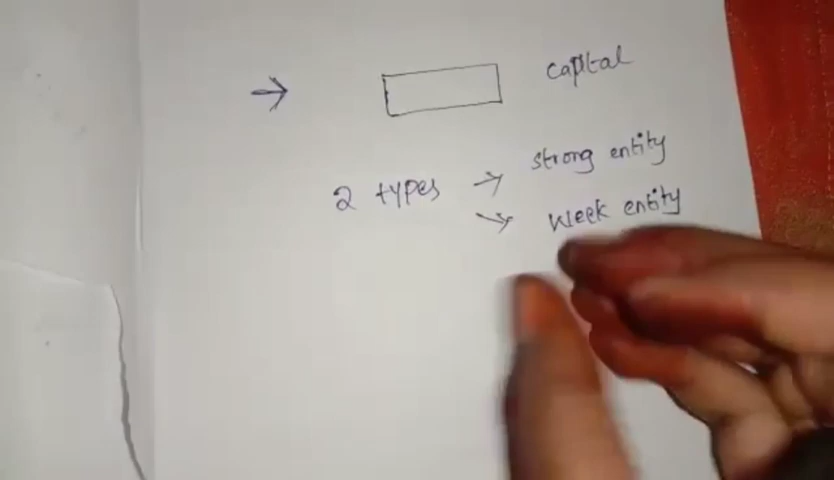 → capital
2 types → strong entity
→ week entity